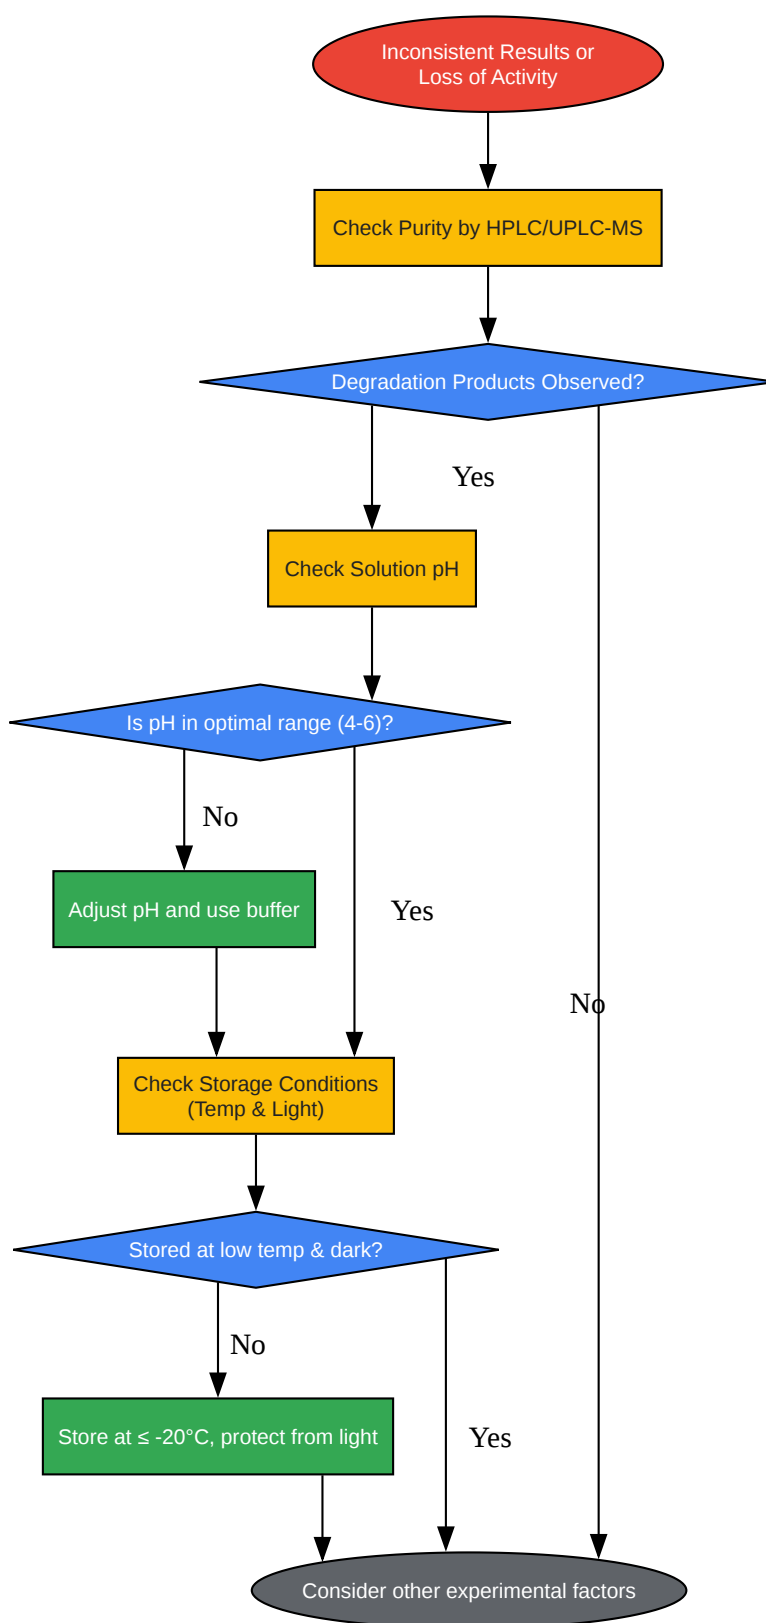 Inconsistent Results or
Loss of Activity
Check Purity by HPLC/UPLC-MS
Degradation Products Observed?
Yes
Check Solution pH
Is pH in optimal range (4-6)?
No
Adjust pH and use buffer
Yes
No
Check Storage Conditions
(Temp & Light)
Stored at low temp & dark?
No
Store at ≤ -20°C, protect from light
Yes
Consider other experimental factors